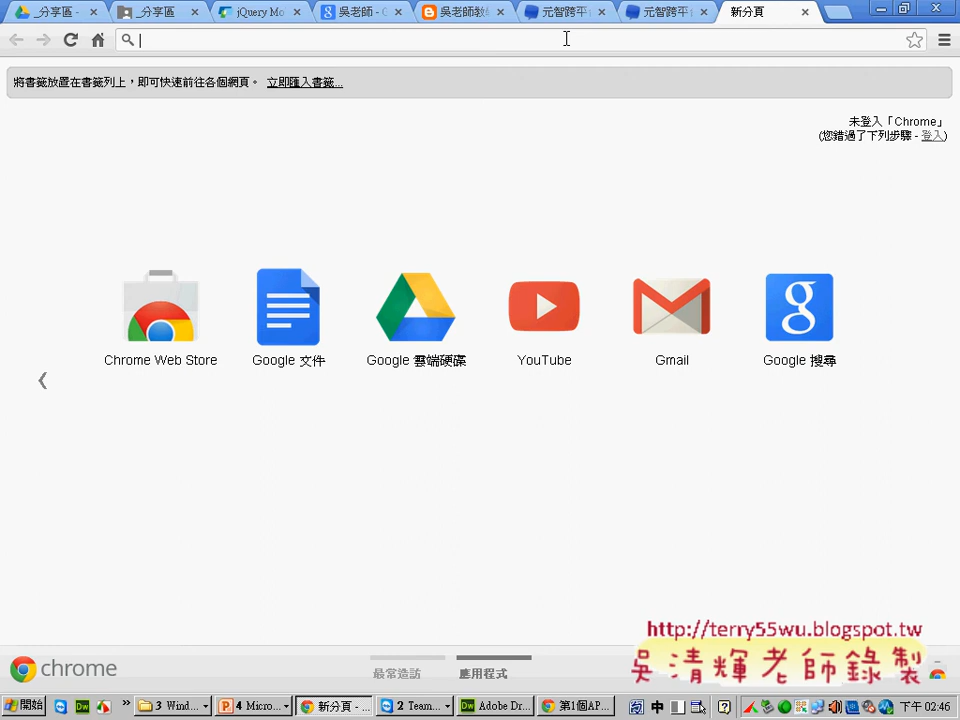 _分享區 -
_分享區
jQuery Mo
吳老師 - G
吳老師教
元智跨平
元智跨平
新分頁
將書籤放置在書籤列上，即可快速前往各個網頁。 立即匯入書籤...
未登入「Chrome」
(您錯過了下列步驟 - 登入)
Chrome Web Store
Google 文件
Google 雲端硬碟
YouTube
Gmail
Google 搜尋
http://terry55wu.blogspot.tw
吳清輝老師錄製
chrome
最常造訪
應用程式
開始
3 Wind...
4 Micro...
新分頁 - ...
2 Team...
Adobe Dr...
第1個AP...
中
下午 02:46